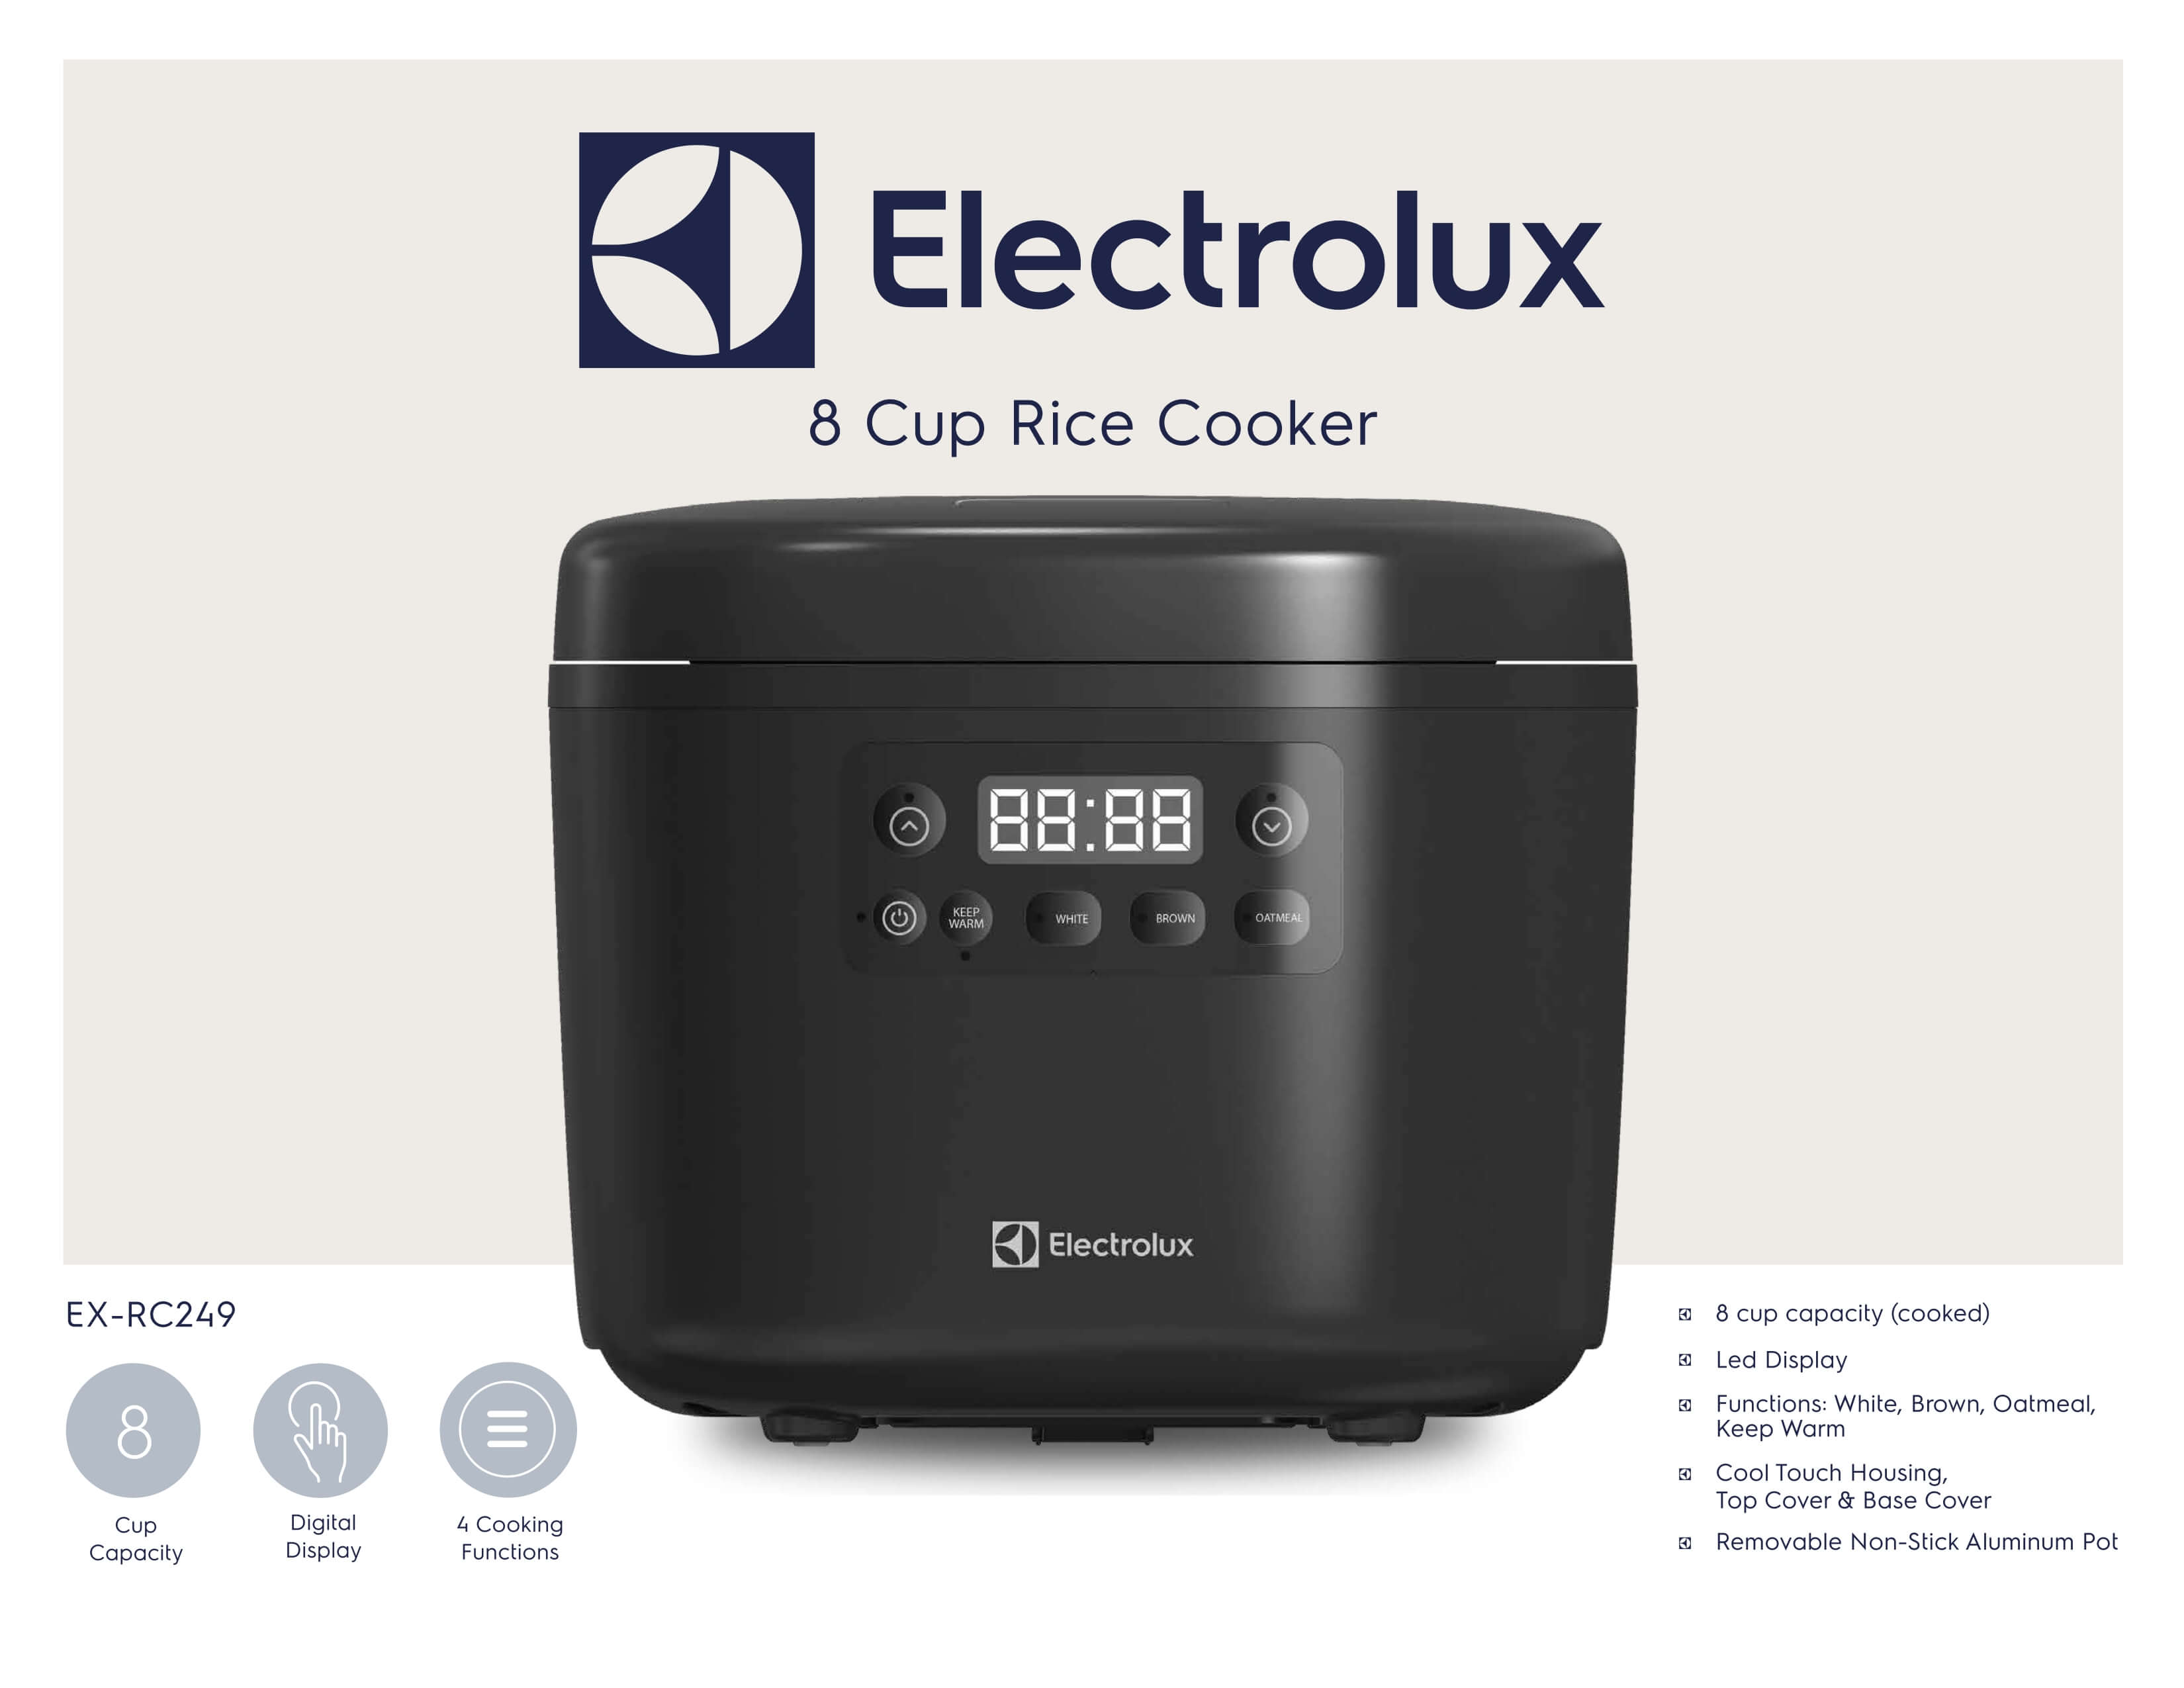 Electrolux
8 Cup Rice Cooker
88:88
KEEP
WARM
WHITE
BROWN
OATMEAL
Electrolux
EX-RC249
8
Cup
Capacity
Digital
Display
4 Cooking
Functions
8 cup capacity (cooked)
Led Display
Functions: White, Brown, Oatmeal,
Keep Warm
Cool Touch Housing,
Top Cover & Base Cover
Removable Non-Stick Aluminum Pot